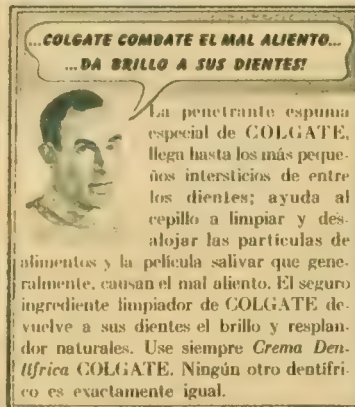 ...COLGATE COMBATE EL MAL ALIENTO...
...DA BRILLO A SUS DIENTES!
La penetrante espuma
especial de COLGATE,
llega hasta los más peque-
ños intersticios de entre
los dientes; ayuda al
cepillo a limpiar y des-
alojar las partículas de
alimentos y la película salivar que gene-
ralmente, causan el mal aliento. El seguro
ingrediente limpiador de COLGATE de-
vuelve a sus dientes el brillo y resplan-
dor naturales. Use siempre Crema Den-
tífrica COLGATE. Ningún otro dentífri-
co es exactamente igual.